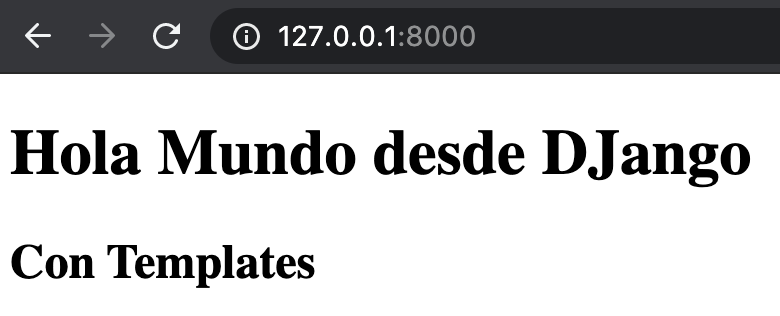 127.0.0.1:8000
Hola Mundo desde DJango
Con Templates